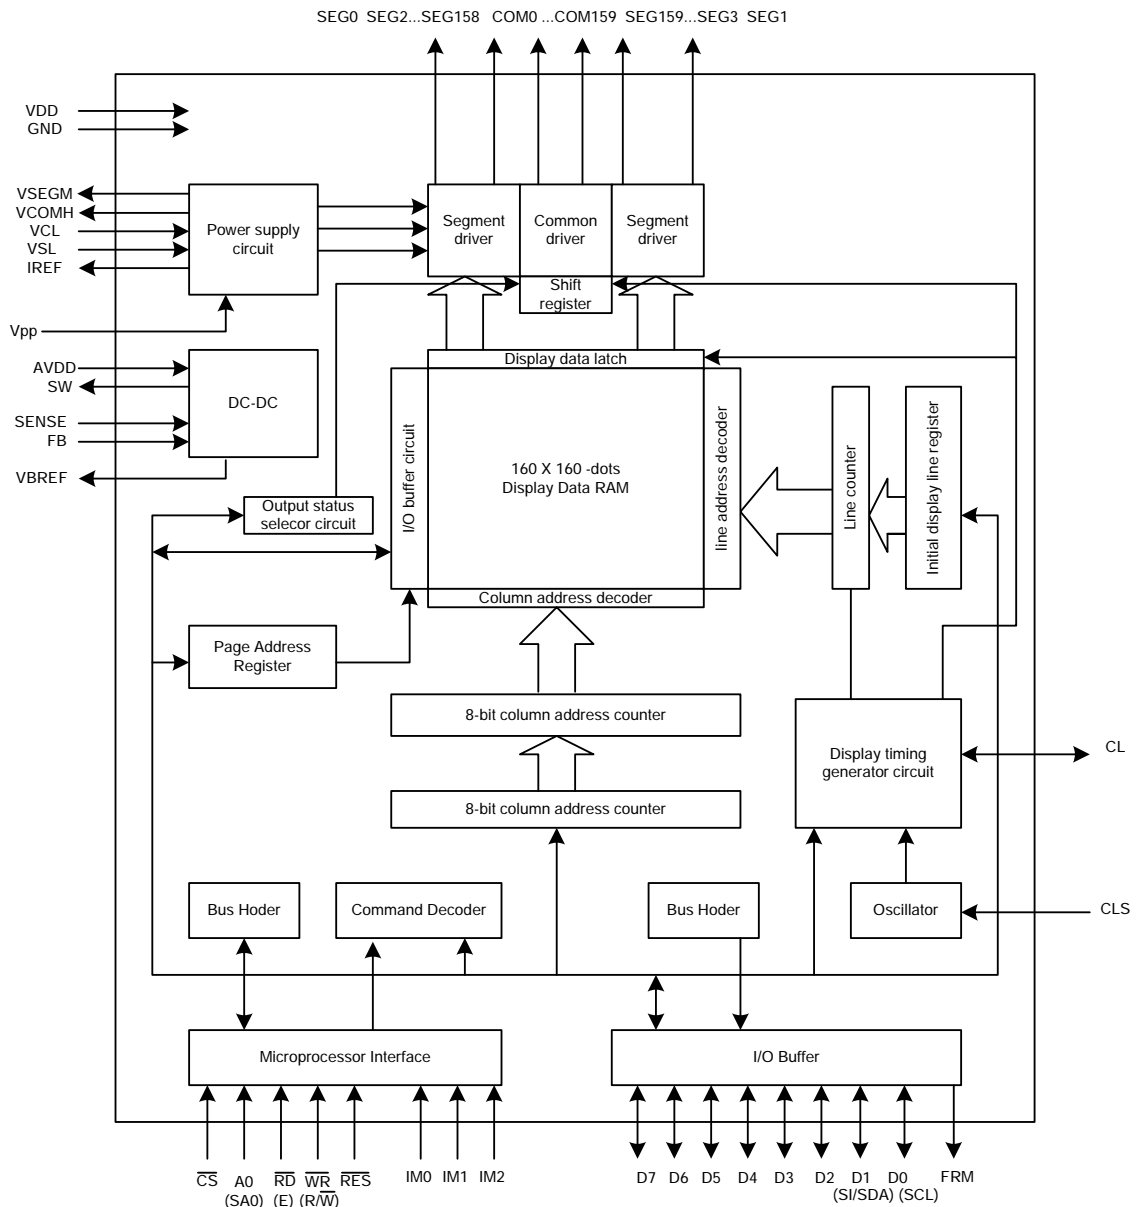 SEG0 SEG2...SEG158 COM0 ...COM159 SEG159...SEG3 SEG1
VDD
GND
VSEGM
VCOMH
VCL
VSL
IREF
Power supply
circuit
Segment
driver
Common
driver
Segment
driver
Shift
register
Vpp
AVDD
SW
SENSE
FB
VBREF
DC-DC
Display data latch
Output status
selecor circuit
I/O buffer circuit
160 X 160 -dots
Display Data RAM
line address decoder
Line counter
Initial display line register
Column address decoder
Page Address
Register
8-bit column address counter
8-bit column address counter
Display timing
generator circuit
CL
Bus Hoder
Command Decoder
Bus Hoder
Oscillator
CLS
Microprocessor Interface
I/O Buffer
C̅S̅ A0 R̅D̅ W̅R̅ R̅E̅S̅ IM0 IM1 IM2 D7 D6 D5 D4 D3 D2 D1 D0 FRM
(SA0) (E) (R/W̅) (SI/SDA) (SCL)